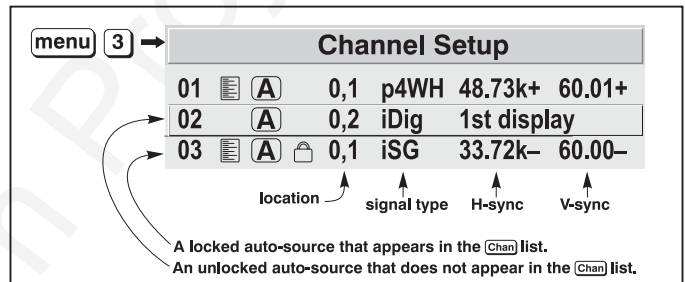 menu 3 → Channel Setup
01 A 0,1 p4WH 48.73k+ 60.01+
02 A 0,2 iDig 1st display
03 A 0,1 iSG 33.72k– 60.00–
location signal type H-sync V-sync
A locked auto-source that appears in the Chan list.
An unlocked auto-source that does not appear in the Chan list.